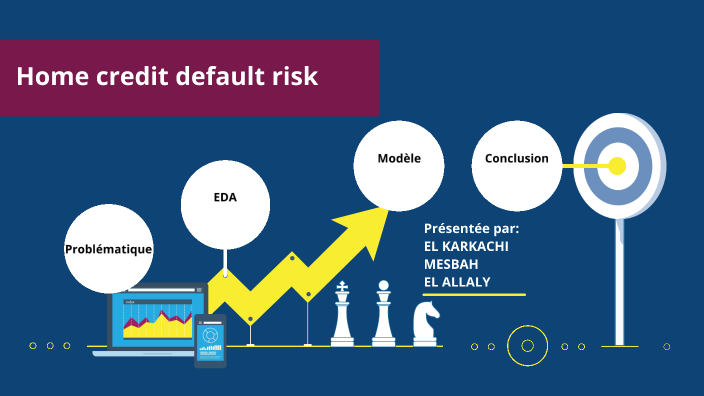 Home credit default risk
Problématique
EDA
Modèle
Conclusion
Présentée par:
EL KARKACHI
MESBAH
EL ALLALY